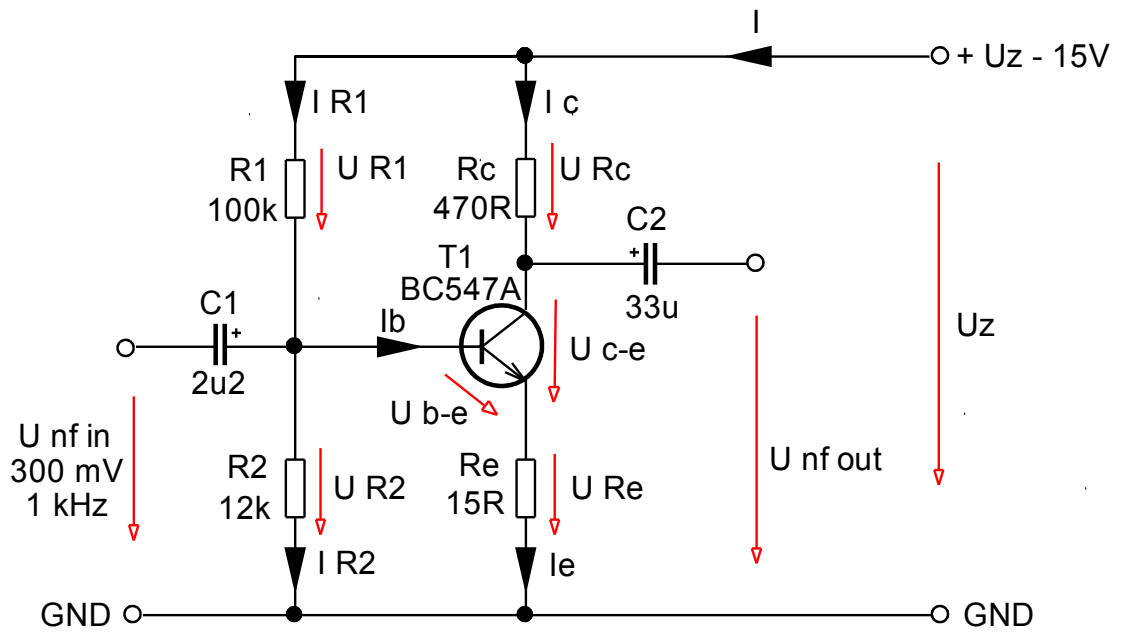 I
+ Uz - 15V
I R1
I c
R1
100k
U R1
Rc
470R
U Rc
C2
+
33u
T1
BC547A
C1
+
2u2
Ib
U c-e
Uz
U b-e
U nf in
300 mV
1 kHz
R2
12k
U R2
Re
15R
U Re
U nf out
I R2
Ie
GND
GND